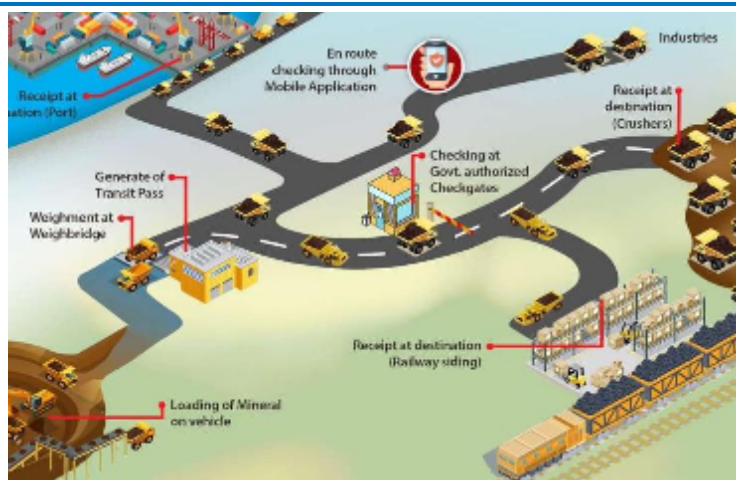 En route
checking through
Mobile Application
Industries
Receipt at
nation (Port)
Receipt at
destination
(Crushers)
Generate of
Transit Pass
Checking at
Govt. authorized
Checkgates
Weighment at
Weighbridge
Receipt at destination
(Railway siding)
Loading of Mineral
on vehicle